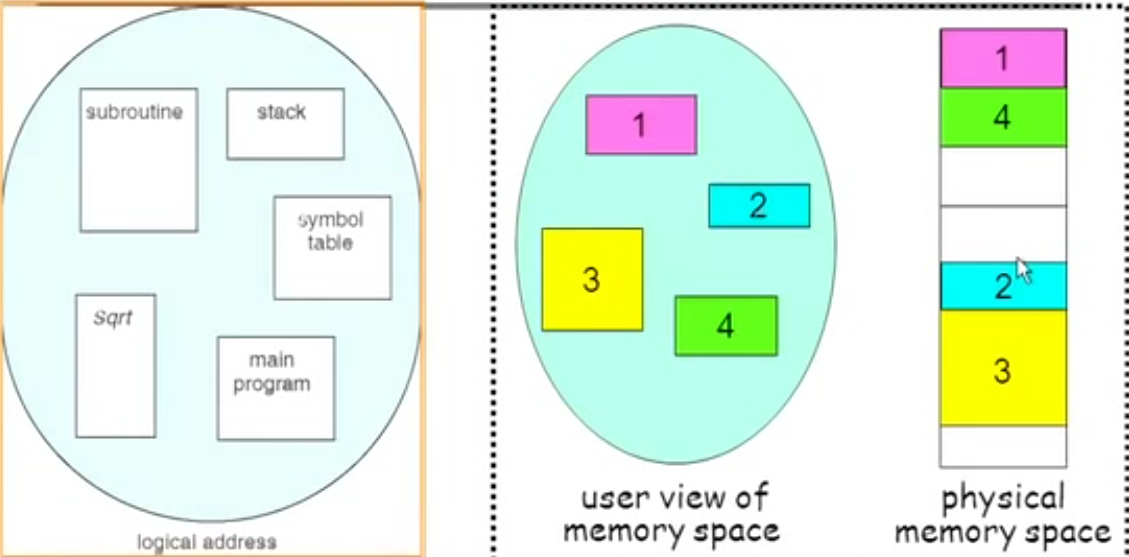 subroutine
stack
symbol
table
Sqrt
main
program
logical address
1
2
3
4
user view of
memory space
1
4
2
3
physical
memory space